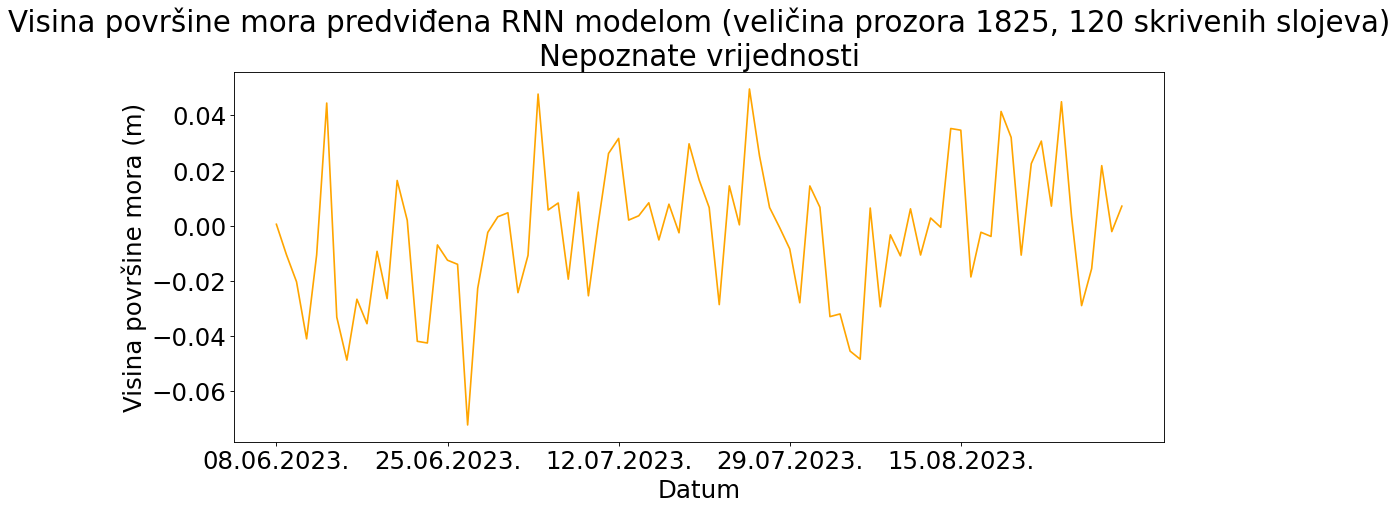 Visina površine mora predviđena RNN modelom (veličina prozora 1825, 120 skrivenih slojeva)
Nepoznate vrijednosti
Visina površine mora (m)
0.04
0.02
0.00
−0.02
−0.04
−0.06
08.06.2023. 25.06.2023. 12.07.2023. 29.07.2023. 15.08.2023.
Datum